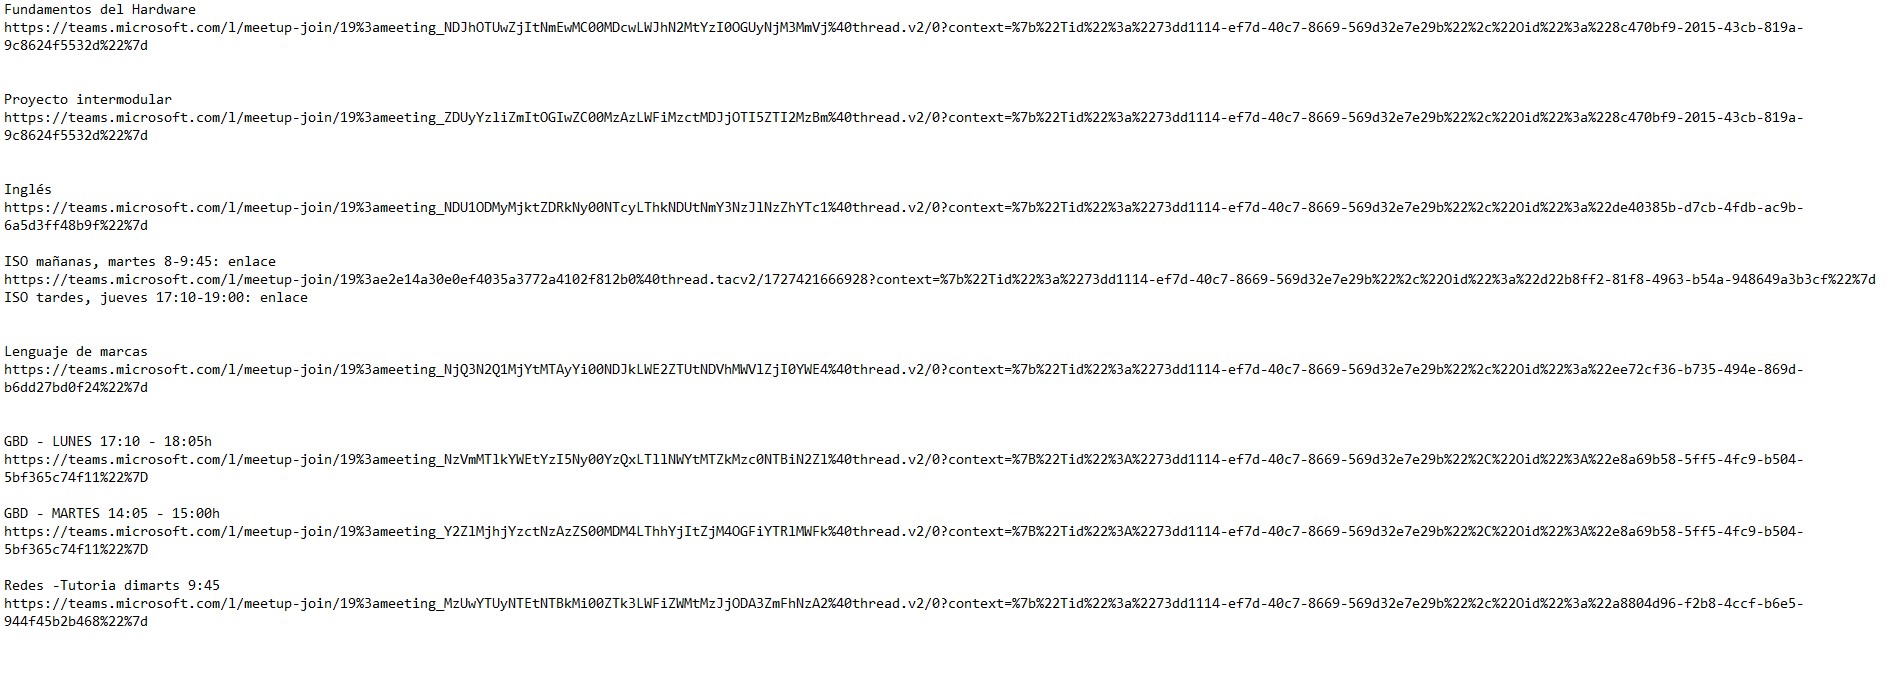 Fundamentos del Hardware
https://teams.microsoft.com/l/meetup-join/19%3ameeting_NDJhOTUwZjItNmEwMC00MDcwLWJhN2MtYzI0OGUyNjM3MmVj%40thread.v2/0?context=%7b%22Tid%22%3a%2273dd1114-ef7d-40c7-8669-569d32e7e29b%22%2c%22Oid%22%3a%228c470bf9-2015-43cb-819a-
9c8624f5532d%22%7d
Proyecto intermodular
https://teams.microsoft.com/l/meetup-join/19%3ameeting_ZDUyYzliZmItOGIwZC00MzAzLWFiMzctMDJjOTI5ZTI2MzBm%40thread.v2/0?context=%7b%22Tid%22%3a%2273dd1114-ef7d-40c7-8669-569d32e7e29b%22%2c%22Oid%22%3a%228c470bf9-2015-43cb-819a-
9c8624f5532d%22%7d
Inglés
https://teams.microsoft.com/l/meetup-join/19%3ameeting_NDU1ODMyMjktZDRkNy00NTcyLThkNDUtNmY3NzJlNzZhYTc1%40thread.v2/0?context=%7b%22Tid%22%3a%2273dd1114-ef7d-40c7-8669-569d32e7e29b%22%2c%22Oid%22%3a%22de40385b-d7cb-4fdb-ac9b-
6a5d3ff48b9f%22%7d
ISO mañanas, martes 8-9:45: enlace
https://teams.microsoft.com/l/meetup-join/19%3ae2e14a30e0ef4035a3772a4102f812b0%40thread.tacv2/1727421666928?context=%7b%22Tid%22%3a%2273dd1114-ef7d-40c7-8669-569d32e7e29b%22%2c%22Oid%22%3a%22d22b8ff2-81f8-4963-b54a-948649a3b3cf%22%7d
ISO tardes, jueves 17:10-19:00: enlace
Lenguaje de marcas
https://teams.microsoft.com/l/meetup-join/19%3ameeting_NjQ3N2Q1MjYtMTAyYi00NDJkLWE2ZTUtNDVhMWVlZjI0YWE4%40thread.v2/0?context=%7b%22Tid%22%3a%2273dd1114-ef7d-40c7-8669-569d32e7e29b%22%2c%22Oid%22%3a%22ee72cf36-b735-494e-869d-
b6dd27bd0f24%22%7d
GBD - LUNES 17:10 - 18:05h
https://teams.microsoft.com/l/meetup-join/19%3ameeting_NzVmMTlkYWEtYzI5Ny00YzQxLTllNWYtMTZkMzc0NTBiN2Zl%40thread.v2/0?context=%7B%22Tid%22%3A%2273dd1114-ef7d-40c7-8669-569d32e7e29b%22%2C%22Oid%22%3A%22e8a69b58-5ff5-4fc9-b504-
5bf365c74f11%22%7D
GBD - MARTES 14:05 - 15:00h
https://teams.microsoft.com/l/meetup-join/19%3ameeting_Y2ZlMjhjYzctNzAzZS00MDM4LThhYjItZjM4OGFiYTRlMWFk%40thread.v2/0?context=%7B%22Tid%22%3A%2273dd1114-ef7d-40c7-8669-569d32e7e29b%22%2C%22Oid%22%3A%22e8a69b58-5ff5-4fc9-b504-
5bf365c74f11%22%7D
Redes -Tutoria dimarts 9:45
https://teams.microsoft.com/l/meetup-join/19%3ameeting_MzUwYTUyNTEtNTBkMi00ZTk3LWFiZWMtMzJjODA3ZmFhNzA2%40thread.v2/0?context=%7b%22Tid%22%3a%2273dd1114-ef7d-40c7-8669-569d32e7e29b%22%2c%22Oid%22%3a%22a8804d96-f2b8-4ccf-b6e5-
944f45b2b468%22%7d